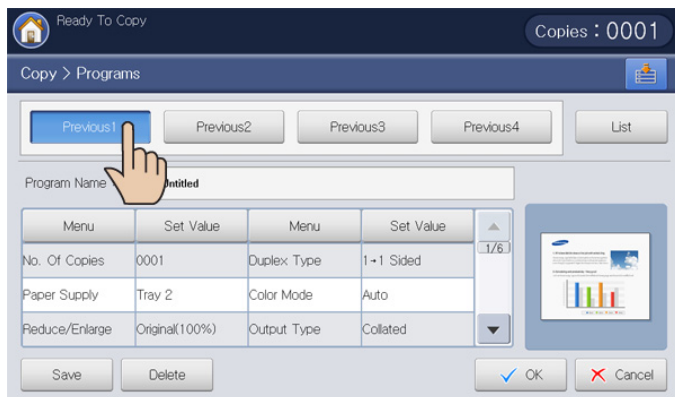 Ready To Copy
Copies : 0001
Copy > Programs
Previous1 Previous2 Previous3 Previous4 List
Program Name Untitled
Menu Set Value Menu Set Value
No. Of Copies 0001 Duplex Type 1→1 Sided 1/6
Paper Supply Tray 2 Color Mode Auto
Reduce/Enlarge Original(100%) Output Type Collated
Save Delete OK Cancel